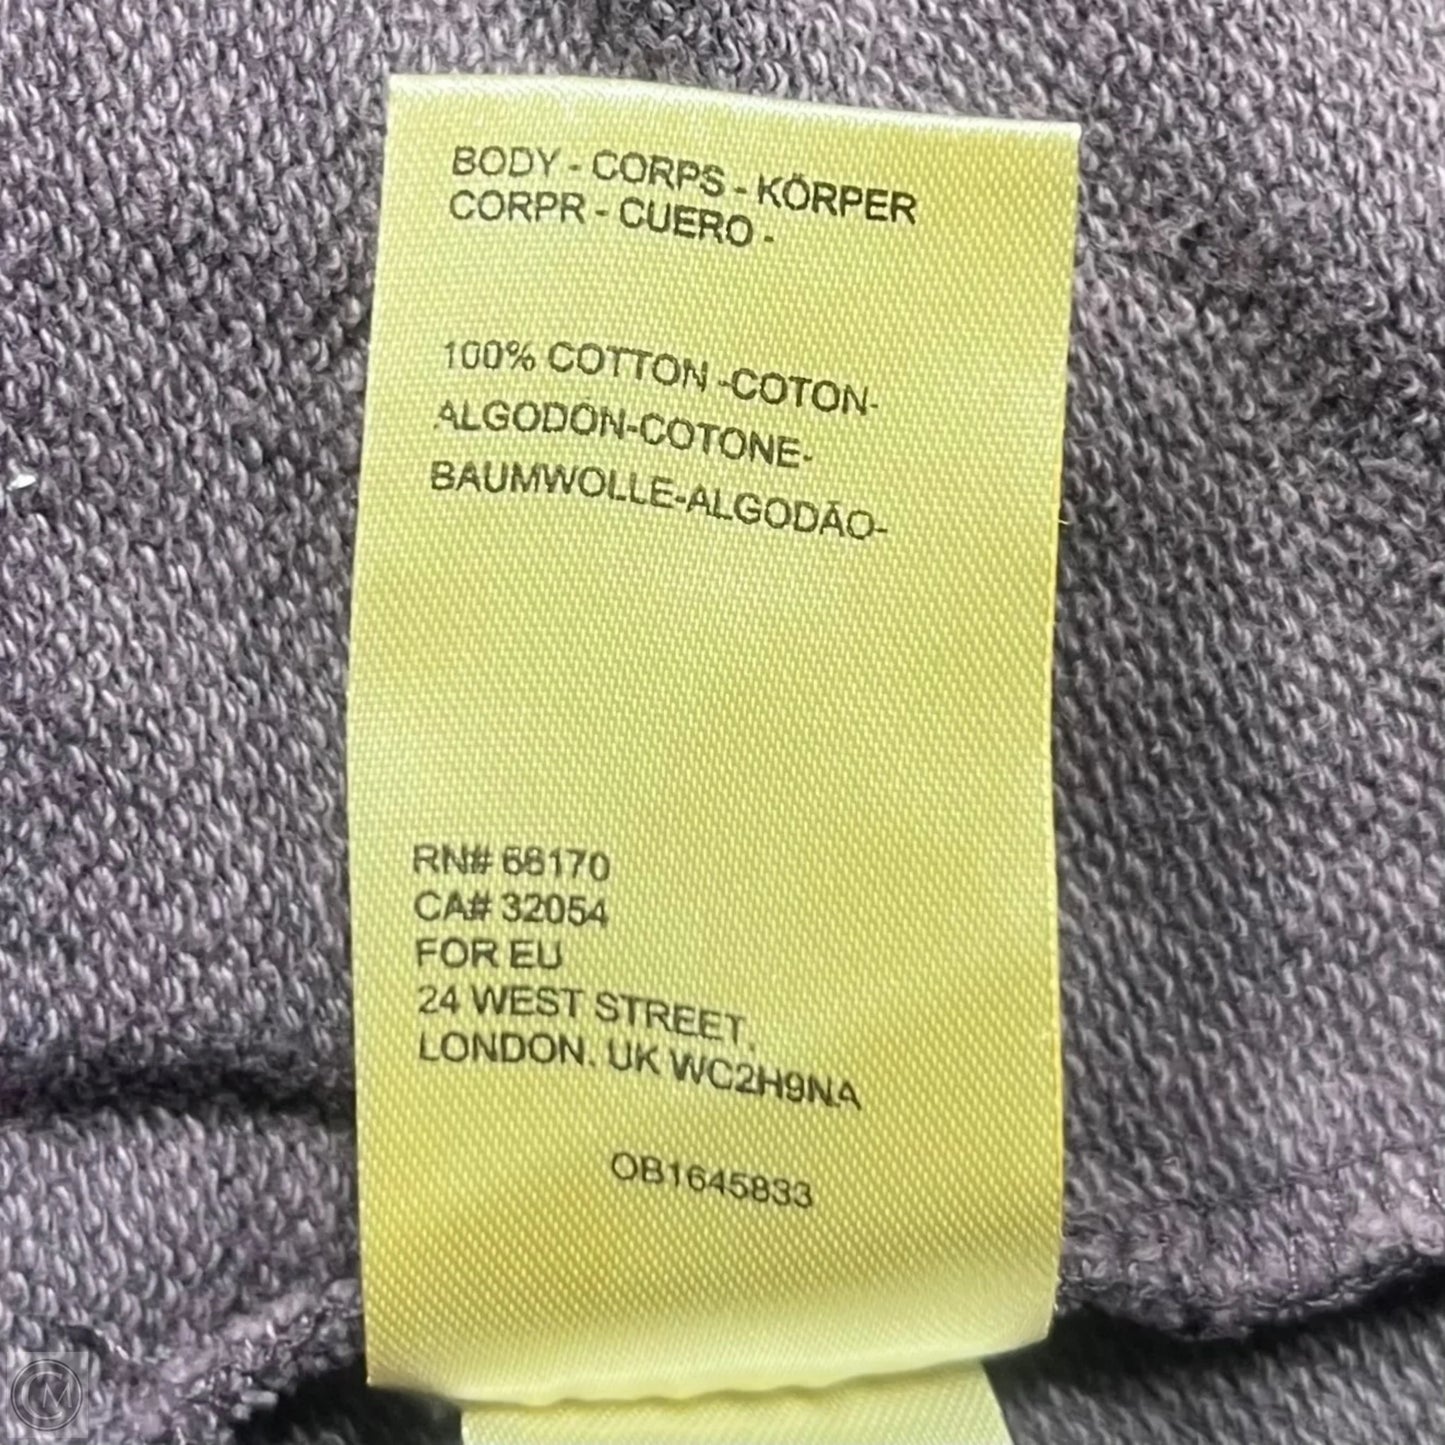 BODY - CORPS - KÖRPER
CORPR - CUERO -
100% COTTON -COTON-
ALGODÓN-COTONE-
BAUMWOLLE-ALGODÃO-
RN# 68170
CA# 32054
FOR EU
24 WEST STREET,
LONDON. UK WC2H9NA
OB1645833
CM